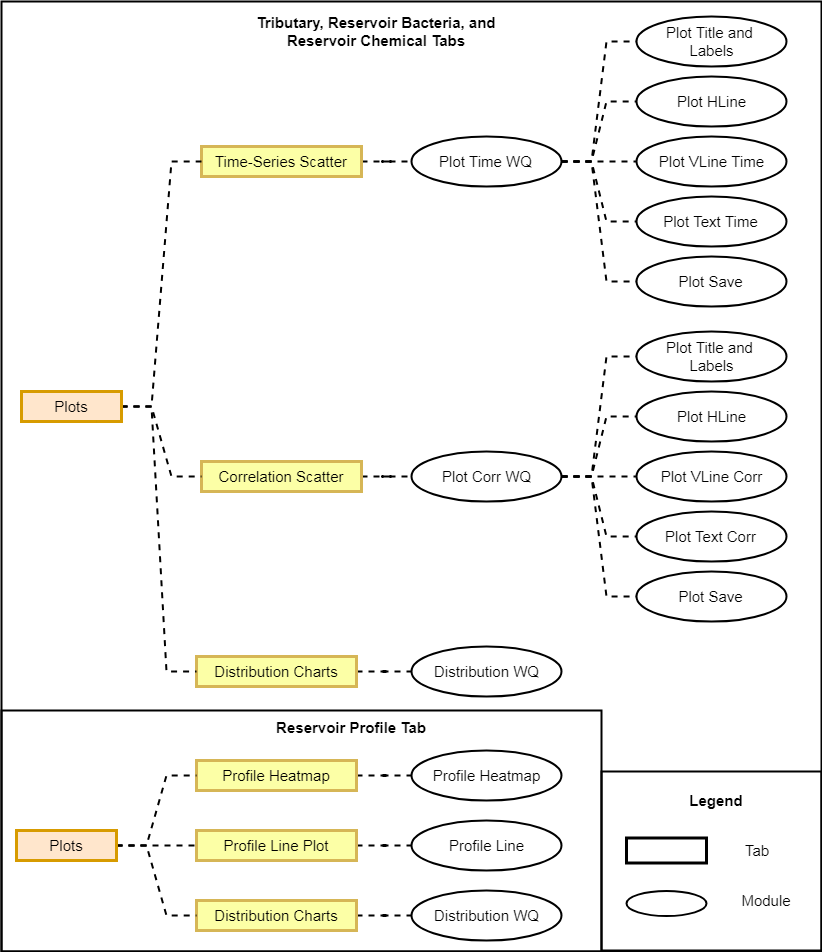 Tributary, Reservoir Bacteria, and
Reservoir Chemical Tabs
Plot Title and
Labels
Plot HLine
Time-Series Scatter
Plot Time WQ
Plot VLine Time
Plot Text Time
Plot Save
Plot Title and
Labels
Plots
Plot HLine
Correlation Scatter
Plot Corr WQ
Plot VLine Corr
Plot Text Corr
Plot Save
Distribution Charts
Distribution WQ
Reservoir Profile Tab
Profile Heatmap
Profile Heatmap
Plots
Profile Line Plot
Profile Line
Distribution Charts
Distribution WQ
Legend
Tab
Module